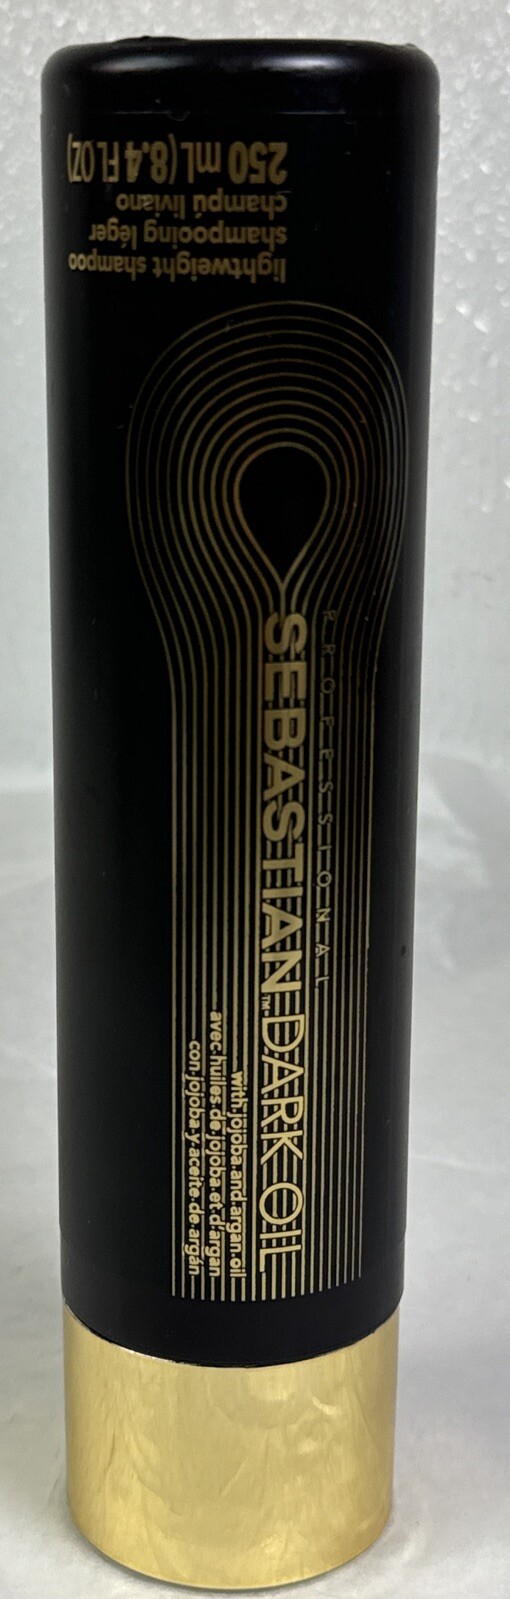 PROFESSIONAL
SEBASTIAN™ DARK OIL
with jojoba and argan oil
avec huiles de jojoba et d'argan
con jojoba y aceite de argán
lightweight shampoo
shampooing léger
champú liviano
250 mL (8.4 FL OZ)